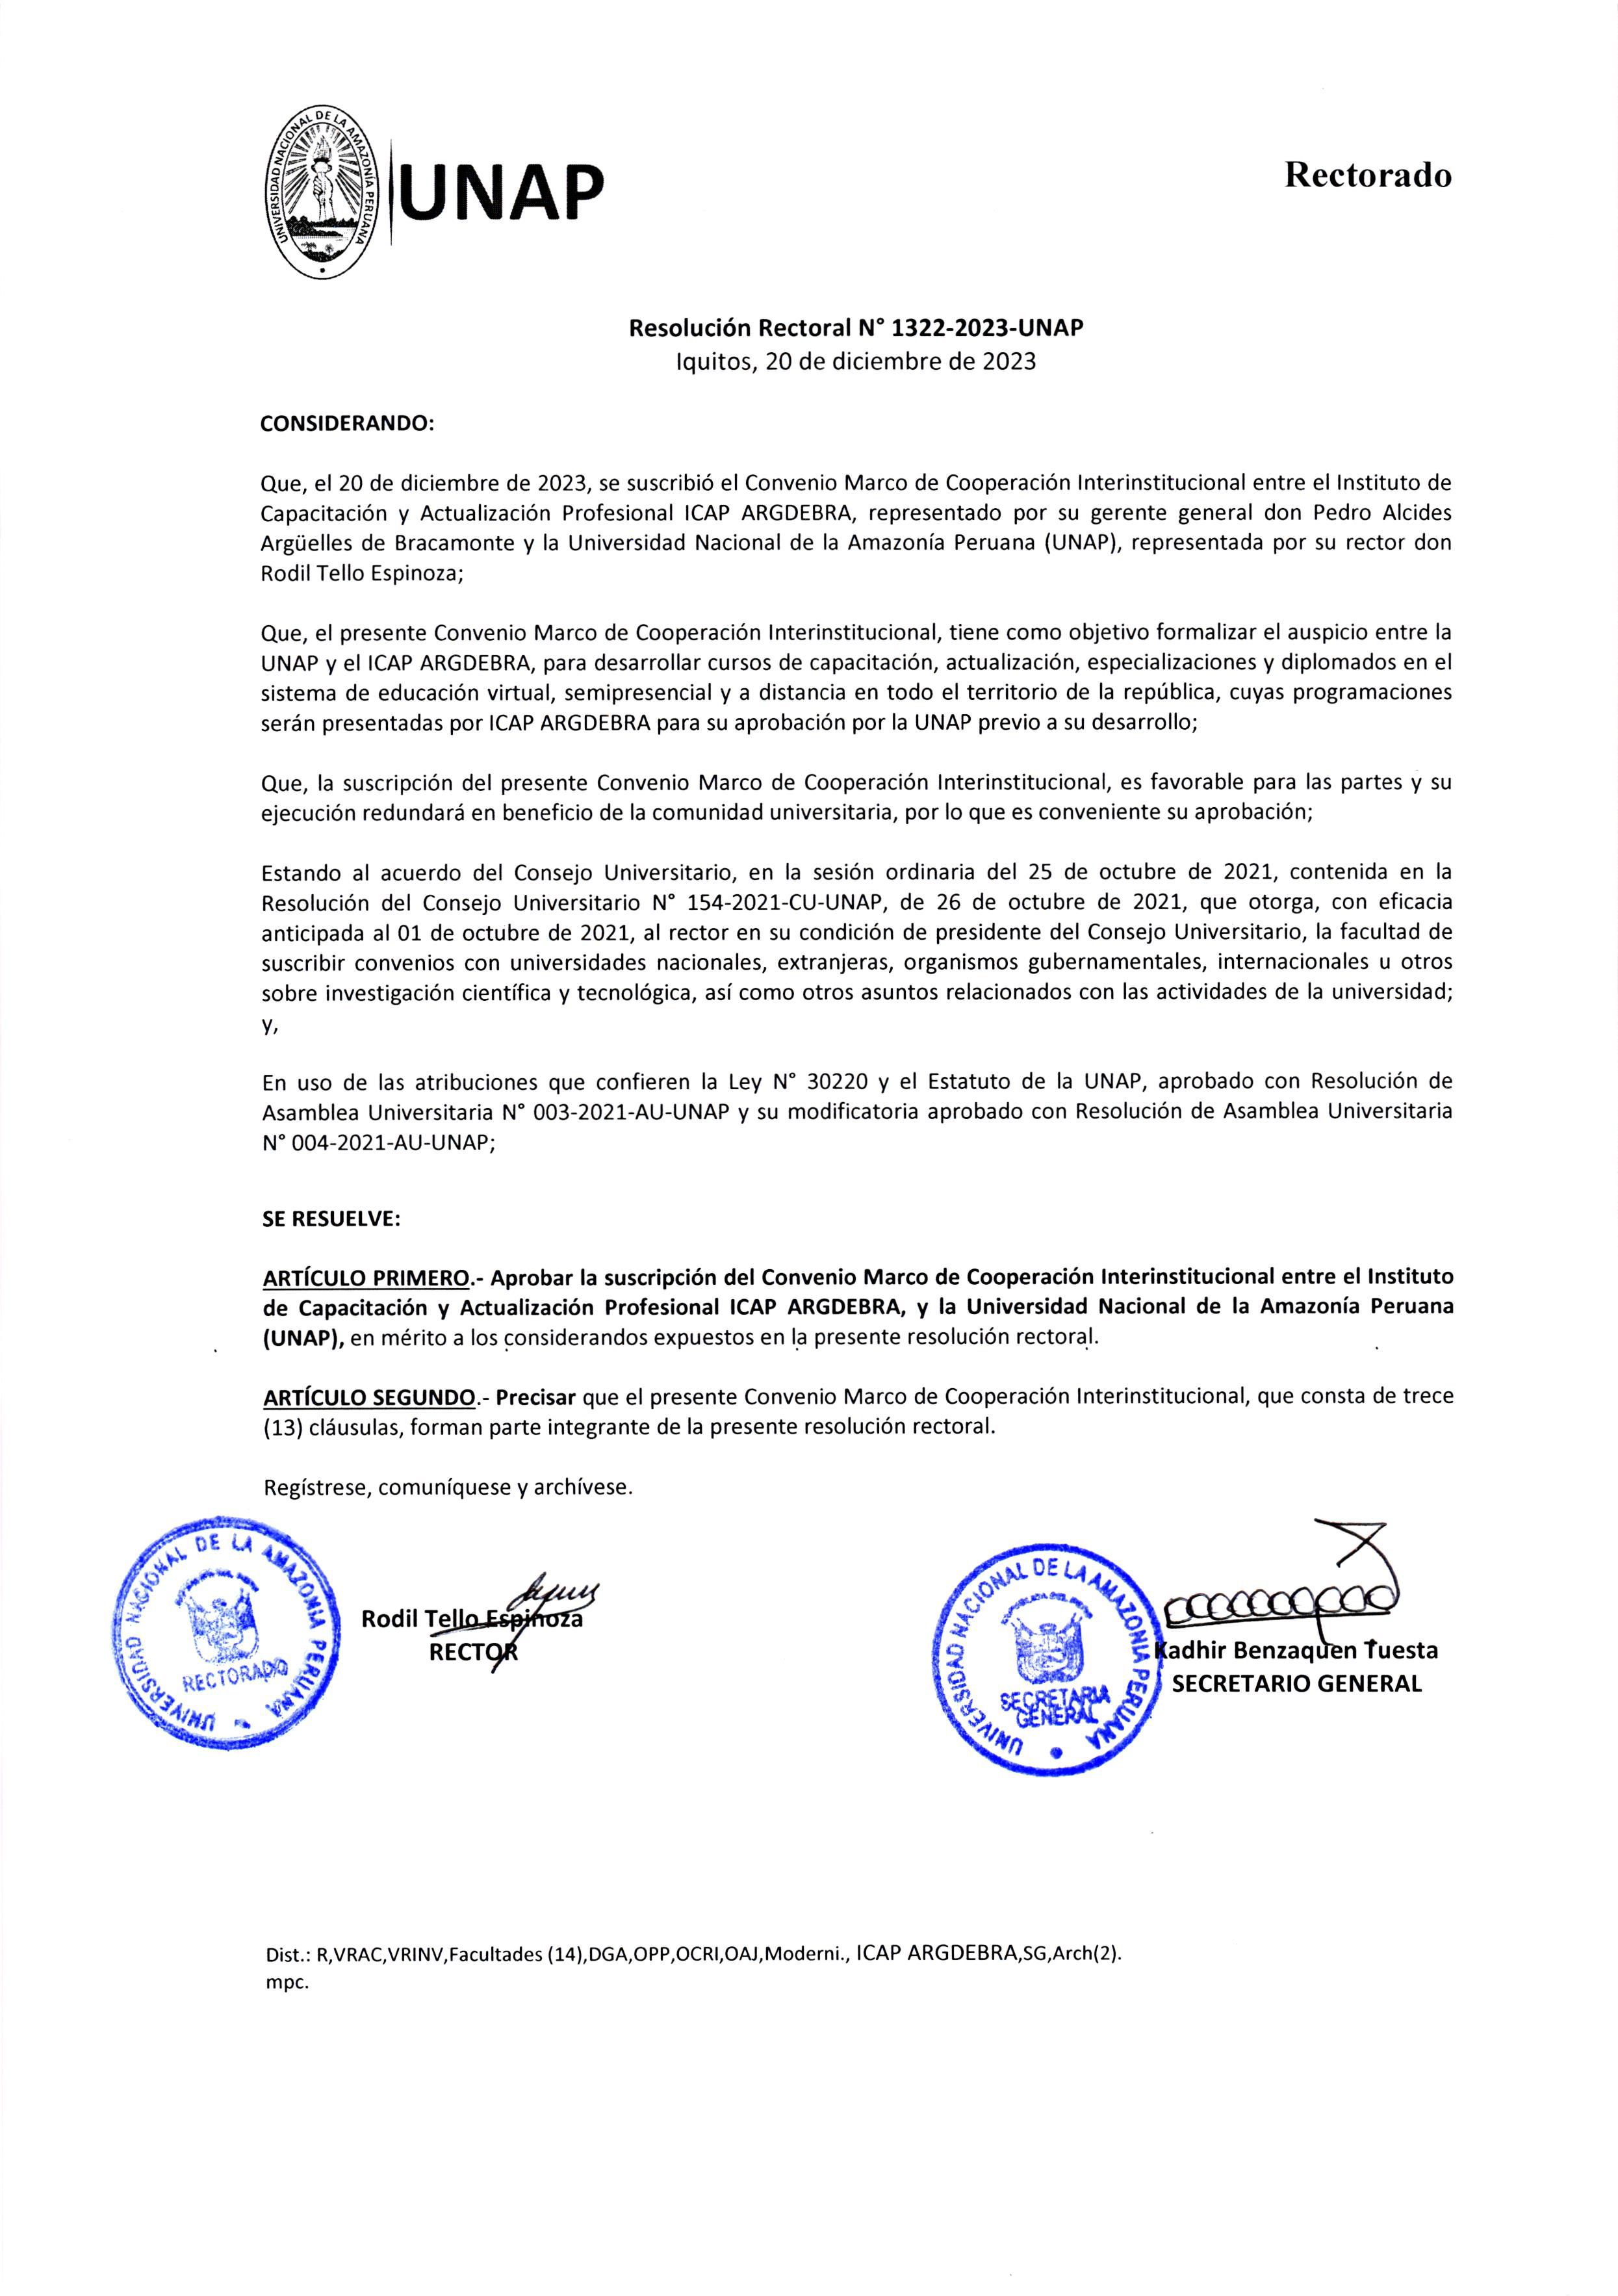 UNIVERSIDAD NACIONAL DE LA AMAZONÍA PERUANA
UNAP
Rectorado
Resolución Rectoral N° 1322-2023-UNAP
Iquitos, 20 de diciembre de 2023
CONSIDERANDO:
Que, el 20 de diciembre de 2023, se suscribió el Convenio Marco de Cooperación Interinstitucional entre el Instituto de
Capacitación y Actualización Profesional ICAP ARGDEBRA, representado por su gerente general don Pedro Alcides
Argüelles de Bracamonte y la Universidad Nacional de la Amazonía Peruana (UNAP), representada por su rector don
Rodil Tello Espinoza;
Que, el presente Convenio Marco de Cooperación Interinstitucional, tiene como objetivo formalizar el auspicio entre la
UNAP y el ICAP ARGDEBRA, para desarrollar cursos de capacitación, actualización, especializaciones y diplomados en el
sistema de educación virtual, semipresencial y a distancia en todo el territorio de la república, cuyas programaciones
serán presentadas por ICAP ARGDEBRA para su aprobación por la UNAP previo a su desarrollo;
Que, la suscripción del presente Convenio Marco de Cooperación Interinstitucional, es favorable para las partes y su
ejecución redundará en beneficio de la comunidad universitaria, por lo que es conveniente su aprobación;
Estando al acuerdo del Consejo Universitario, en la sesión ordinaria del 25 de octubre de 2021, contenida en la
Resolución del Consejo Universitario N° 154-2021-CU-UNAP, de 26 de octubre de 2021, que otorga, con eficacia
anticipada al 01 de octubre de 2021, al rector en su condición de presidente del Consejo Universitario, la facultad de
suscribir convenios con universidades nacionales, extranjeras, organismos gubernamentales, internacionales u otros
sobre investigación científica y tecnológica, así como otros asuntos relacionados con las actividades de la universidad;
y,
En uso de las atribuciones que confieren la Ley N° 30220 y el Estatuto de la UNAP, aprobado con Resolución de
Asamblea Universitaria N° 003-2021-AU-UNAP y su modificatoria aprobado con Resolución de Asamblea Universitaria
N° 004-2021-AU-UNAP;
SE RESUELVE:
ARTÍCULO PRIMERO.- Aprobar la suscripción del Convenio Marco de Cooperación Interinstitucional entre el Instituto
de Capacitación y Actualización Profesional ICAP ARGDEBRA, y la Universidad Nacional de la Amazonía Peruana
(UNAP), en mérito a los considerandos expuestos en la presente resolución rectoral.
ARTÍCULO SEGUNDO.- Precisar que el presente Convenio Marco de Cooperación Interinstitucional, que consta de trece
(13) cláusulas, forman parte integrante de la presente resolución rectoral.
Regístrese, comuníquese y archívese.
UNIVERSIDAD NACIONAL DE LA AMAZONIA PERUANA
RECTORADO
Rodil Tello Espinoza
RECTOR
UNIVERSIDAD NACIONAL DE LA AMAZONIA PERUANA
SECRETARIA
GENERAL
Kadhir Benzaquen Tuesta
SECRETARIO GENERAL
Dist.: R,VRAC,VRINV,Facultades (14),DGA,OPP,OCRI,OAJ,Moderni., ICAP ARGDEBRA,SG,Arch(2).
mpc.